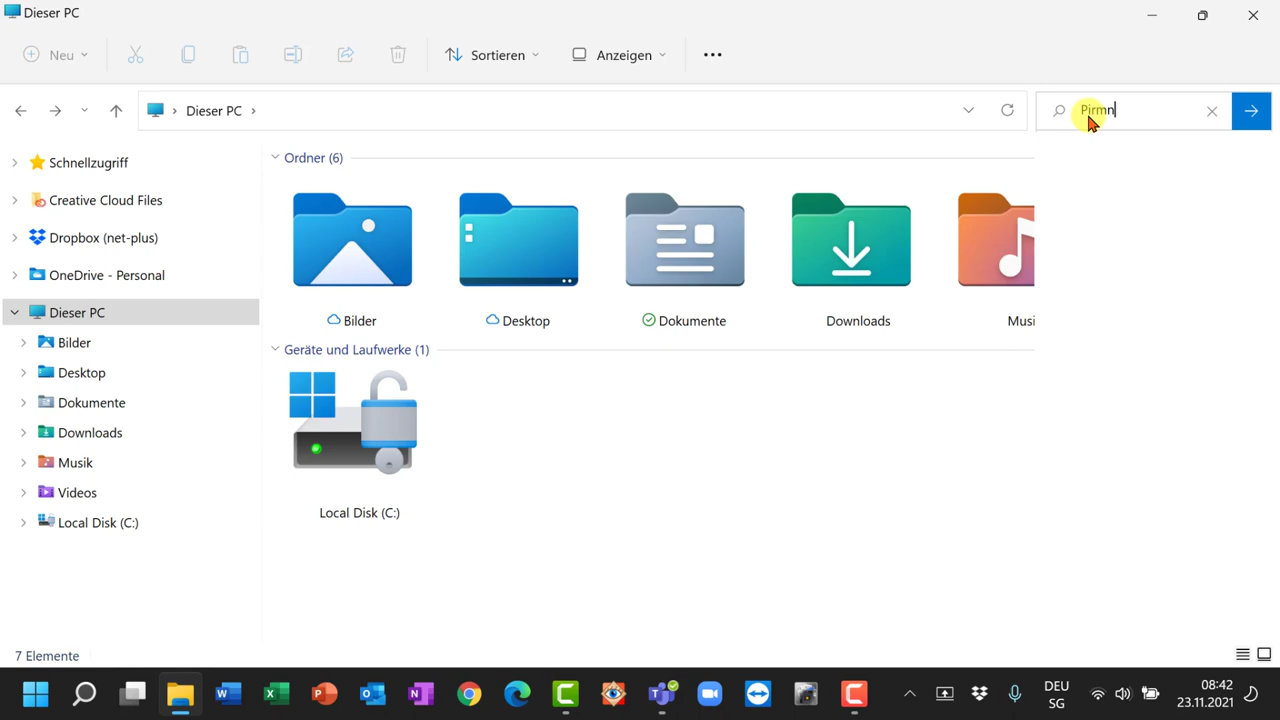 Dieser PC
Neu
Sortieren
Anzeigen
Dieser PC
Pirmn
Schnellzugriff
Creative Cloud Files
Dropbox (net-plus)
OneDrive - Personal
Dieser PC
Bilder
Desktop
Dokumente
Downloads
Musik
Videos
Local Disk (C:)
Ordner (6)
Bilder
Desktop
Dokumente
Downloads
Musi
Geräte und Laufwerke (1)
Local Disk (C:)
7 Elemente
DEU
SG
08:42
23.11.2021